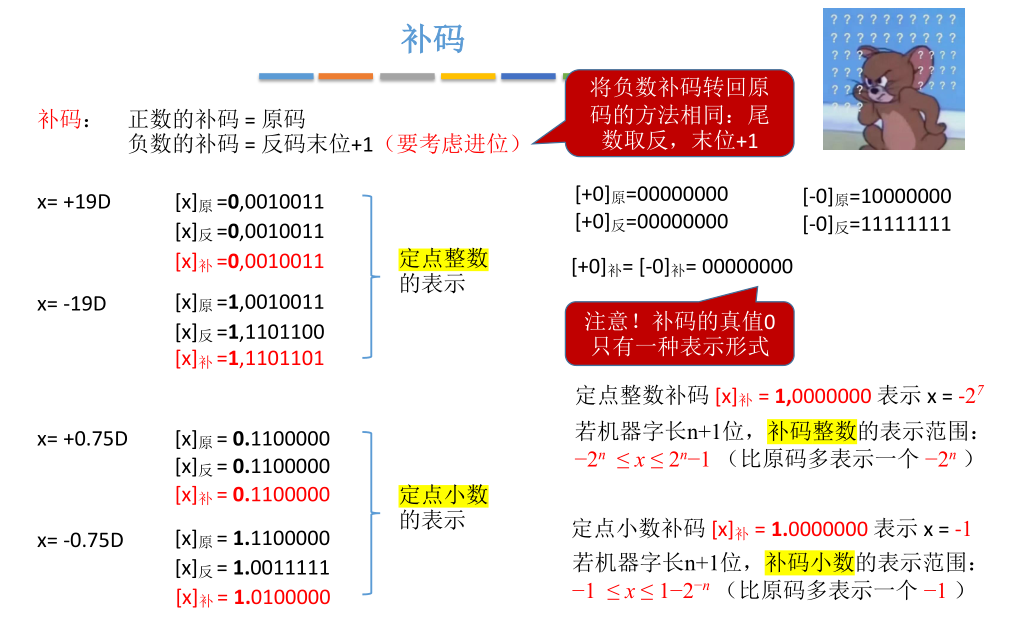 补码
? ? ? ? ? ? ? ? ? ?
? ? ? ? ? ? ? ? ? ?
将负数补码转回原
码的方法相同：尾
数取反，末位+1
补码： 正数的补码 = 原码
负数的补码 = 反码末位+1（要考虑进位）
x= +19D [x]原 =0,0010011
[x]反 =0,0010011
[x]补 =0,0010011
x= -19D [x]原 =1,0010011
[x]反 =1,1101100
[x]补 =1,1101101
定点整数
的表示
x= +0.75D [x]原 = 0.1100000
[x]反 = 0.1100000
[x]补 = 0.1100000
x= -0.75D [x]原 = 1.1100000
[x]反 = 1.0011111
[x]补 = 1.0100000
定点小数
的表示
[+0]原=00000000 [-0]原=10000000
[+0]反=00000000 [-0]反=11111111
[+0]补= [-0]补= 00000000
注意！补码的真值0
只有一种表示形式
定点整数补码 [x]补 = 1,0000000 表示 x = -2⁷
若机器字长n+1位，补码整数的表示范围：
−2ⁿ ≤ x ≤ 2ⁿ−1 （比原码多表示一个 −2ⁿ ）
定点小数补码 [x]补 = 1.0000000 表示 x = -1
若机器字长n+1位，补码小数的表示范围：
−1 ≤ x ≤ 1−2⁻ⁿ （比原码多表示一个 −1 ）